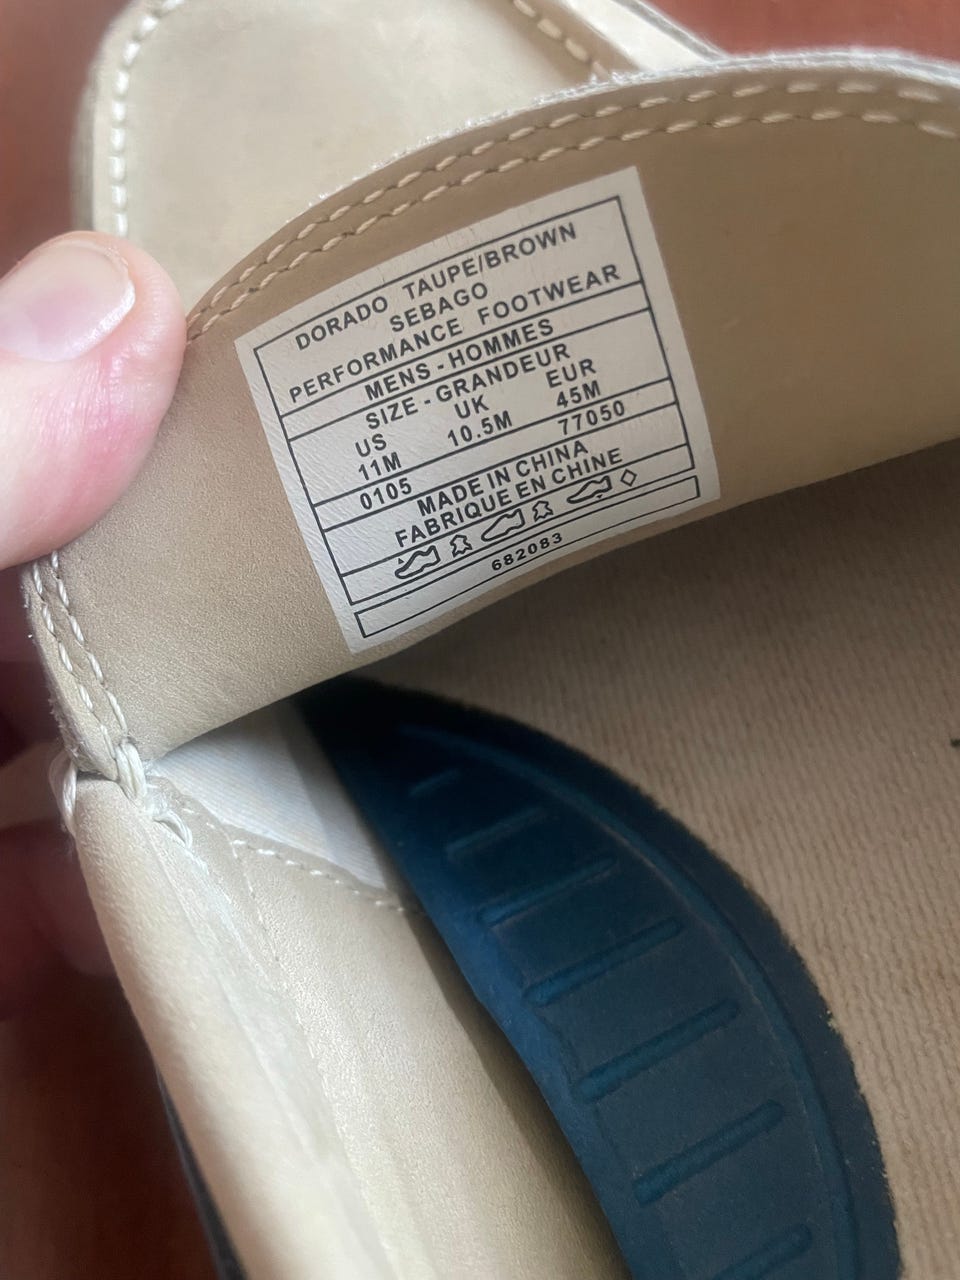 DORADO TAUPE/BROWN
SEBAGO
PERFORMANCE FOOTWEAR
MENS - HOMMES
SIZE - GRANDEUR
US UK EUR
11M 10.5M 45M
0105 77050
MADE IN CHINA
FABRIQUE EN CHINE
682083